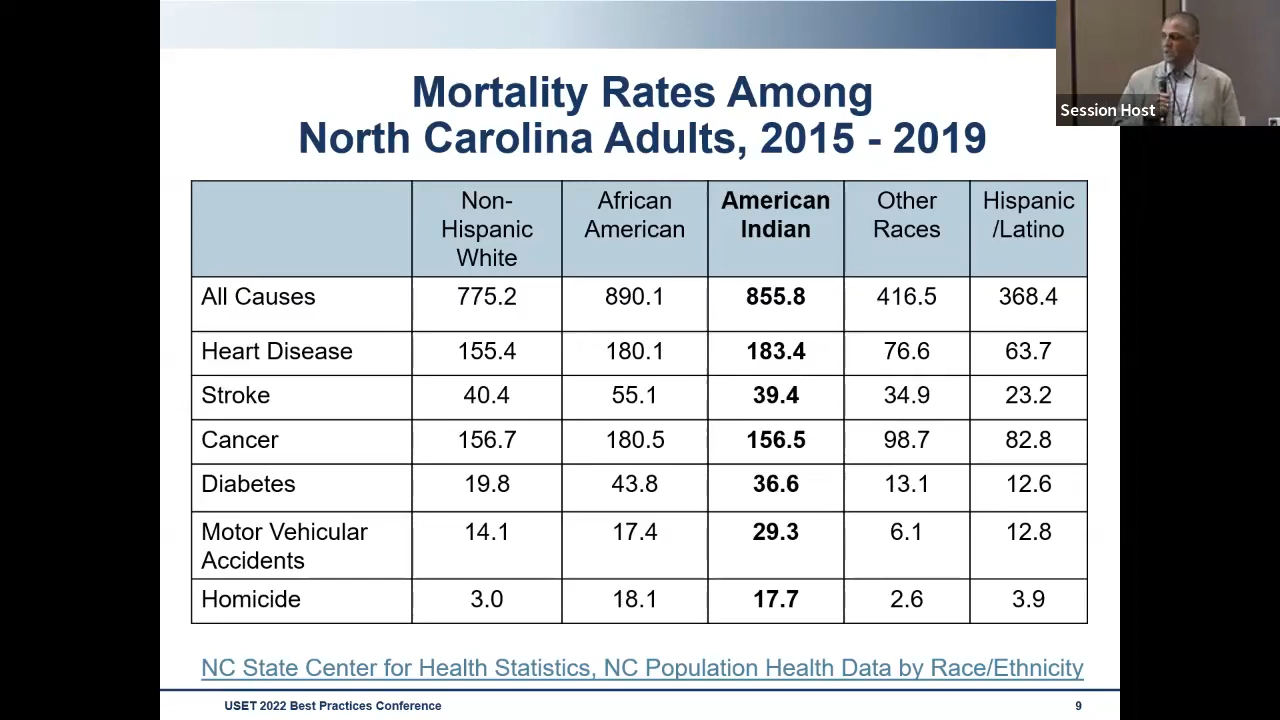 Mortality Rates Among
North Carolina Adults, 2015 - 2019
Session Host
Non-
Hispanic
White
African
American
American
Indian
Other
Races
Hispanic
/Latino
All Causes 775.2 890.1 855.8 416.5 368.4
Heart Disease 155.4 180.1 183.4 76.6 63.7
Stroke 40.4 55.1 39.4 34.9 23.2
Cancer 156.7 180.5 156.5 98.7 82.8
Diabetes 19.8 43.8 36.6 13.1 12.6
Motor Vehicular
Accidents 14.1 17.4 29.3 6.1 12.8
Homicide 3.0 18.1 17.7 2.6 3.9
NC State Center for Health Statistics, NC Population Health Data by Race/Ethnicity
USET 2022 Best Practices Conference 9